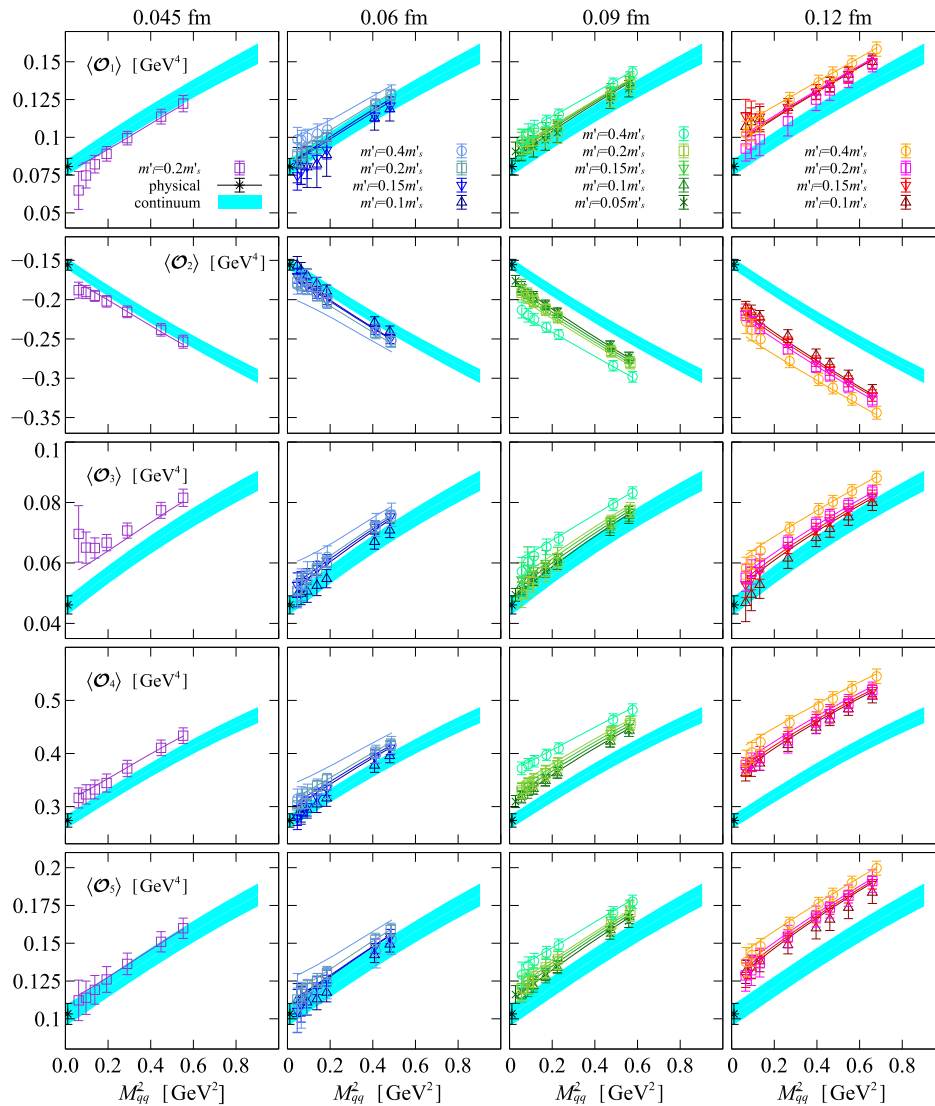 0.045 fm 0.06 fm 0.09 fm 0.12 fm
⟨𝓞₁⟩ [GeV⁴]
0.15
0.125
0.1
0.075
0.05
m'ₗ=0.2m'ₛ
physical
continuum
m'ₗ=0.4m'ₛ
m'ₗ=0.2m'ₛ
m'ₗ=0.15m'ₛ
m'ₗ=0.1m'ₛ
m'ₗ=0.4m'ₛ
m'ₗ=0.2m'ₛ
m'ₗ=0.15m'ₛ
m'ₗ=0.1m'ₛ
m'ₗ=0.05m'ₛ
m'ₗ=0.4m'ₛ
m'ₗ=0.2m'ₛ
m'ₗ=0.15m'ₛ
m'ₗ=0.1m'ₛ
⟨𝓞₂⟩ [GeV⁴]
−0.15
−0.2
−0.25
−0.3
−0.35
⟨𝓞₃⟩ [GeV⁴]
0.1
0.08
0.06
0.04
⟨𝓞₄⟩ [GeV⁴]
0.5
0.4
0.3
⟨𝓞₅⟩ [GeV⁴]
0.2
0.175
0.15
0.125
0.1
0.0 0.2 0.4 0.6 0.8 0 0.2 0.4 0.6 0.8 0 0.2 0.4 0.6 0.8 0 0.2 0.4 0.6 0.8
M²qq [GeV²] M²qq [GeV²] M²qq [GeV²] M²qq [GeV²]